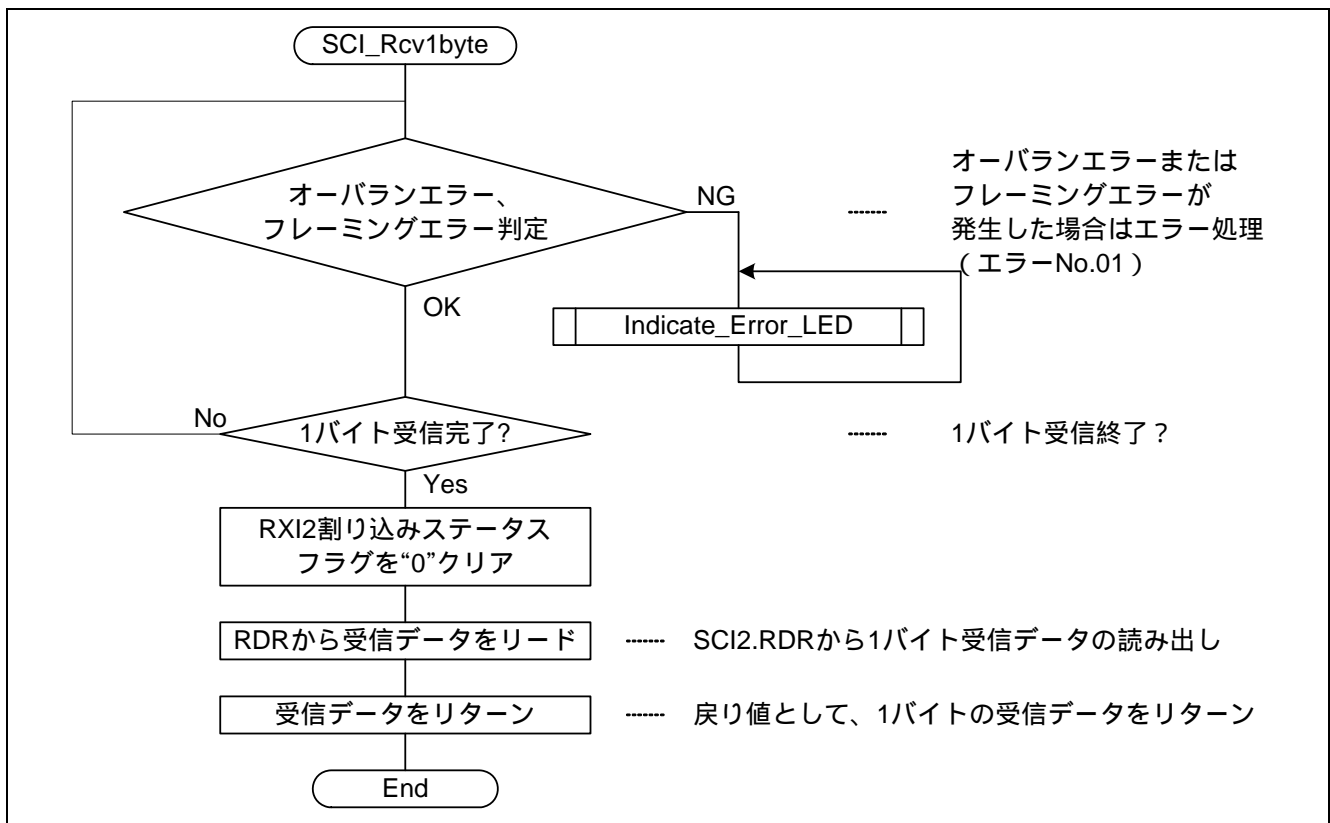 SCI_Rcv1byte
オーバランエラー、
フレーミングエラー判定
NG
オーバランエラーまたは
フレーミングエラーが
発生した場合はエラー処理
（エラーNo.01）
OK
Indicate_Error_LED
No
1バイト受信完了?
1バイト受信終了？
Yes
RXI2割り込みステータス
フラグを“0”クリア
RDRから受信データをリード
SCI2.RDRから1バイト受信データの読み出し
受信データをリターン
戻り値として、1バイトの受信データをリターン
End